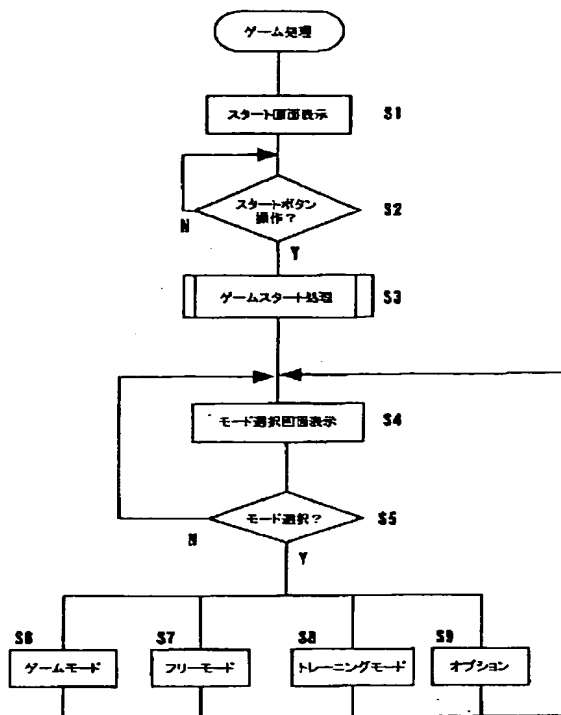 ゲーム処理
スタート画面表示
S1
スタートボタン
操作？
S2
N
Y
ゲームスタート処理
S3
モード選択画面表示
S4
モード選択？
S5
N
Y
S6
ゲームモード
S7
フリーモード
S8
トレーニングモード
S9
オプション